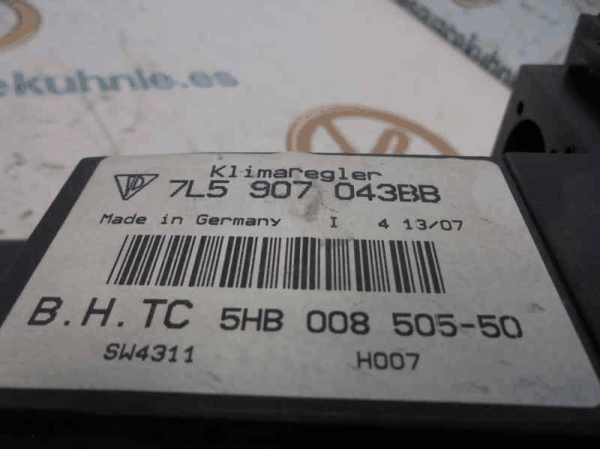 ekuhnle.es
Klimaregler
7L5 907 043BB
Made in Germany I 4 13/07
B.H.TC 5HB 008 505-50
SW4311 H007